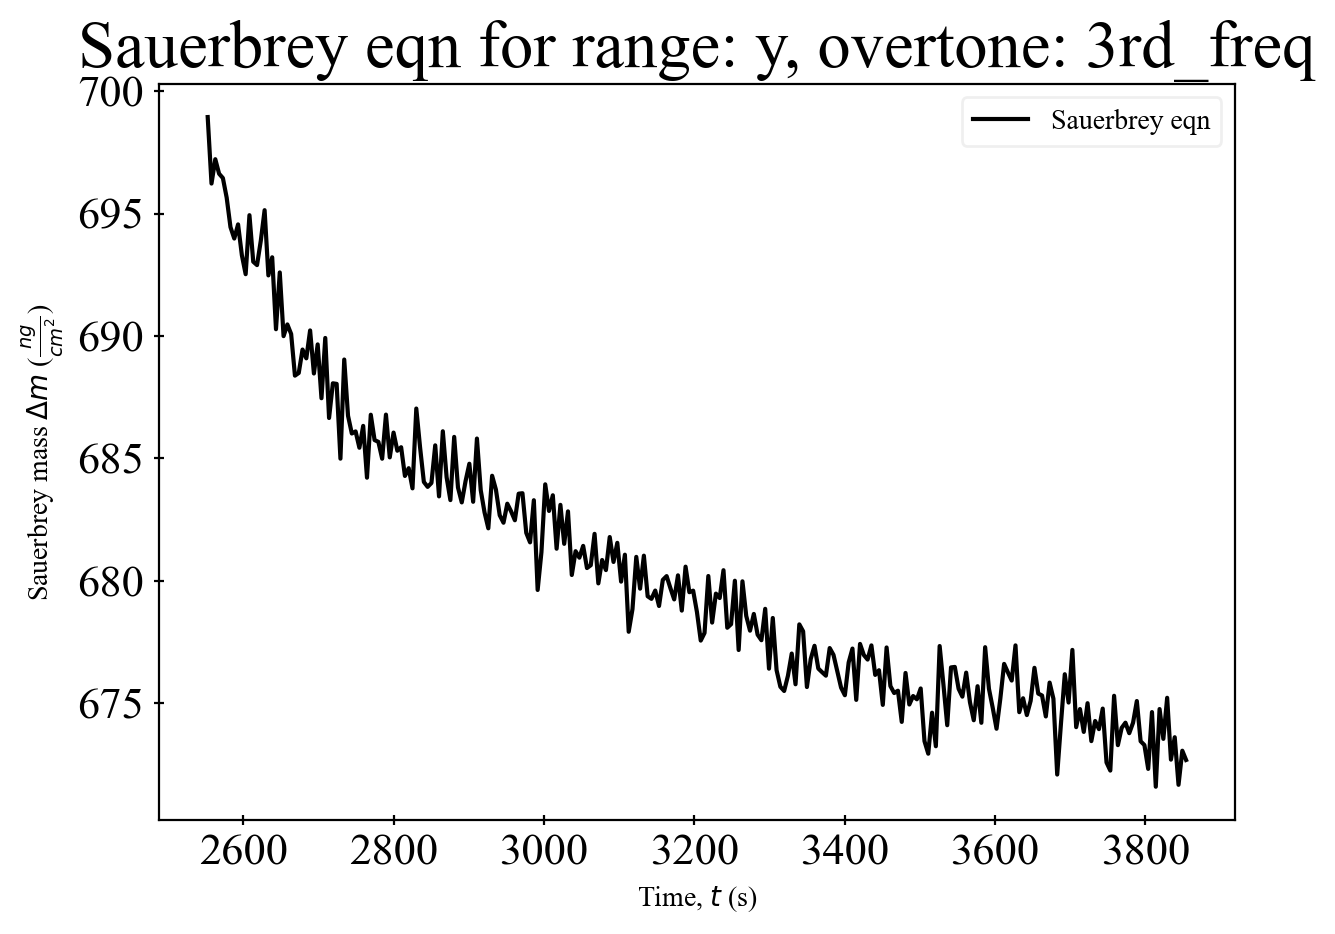 Sauerbrey eqn for range: y, overtone: 3rd_freq
700
695
690
685
680
675
Sauerbrey mass Δm (ng/cm²)
Sauerbrey eqn
2600 2800 3000 3200 3400 3600 3800
Time, t (s)